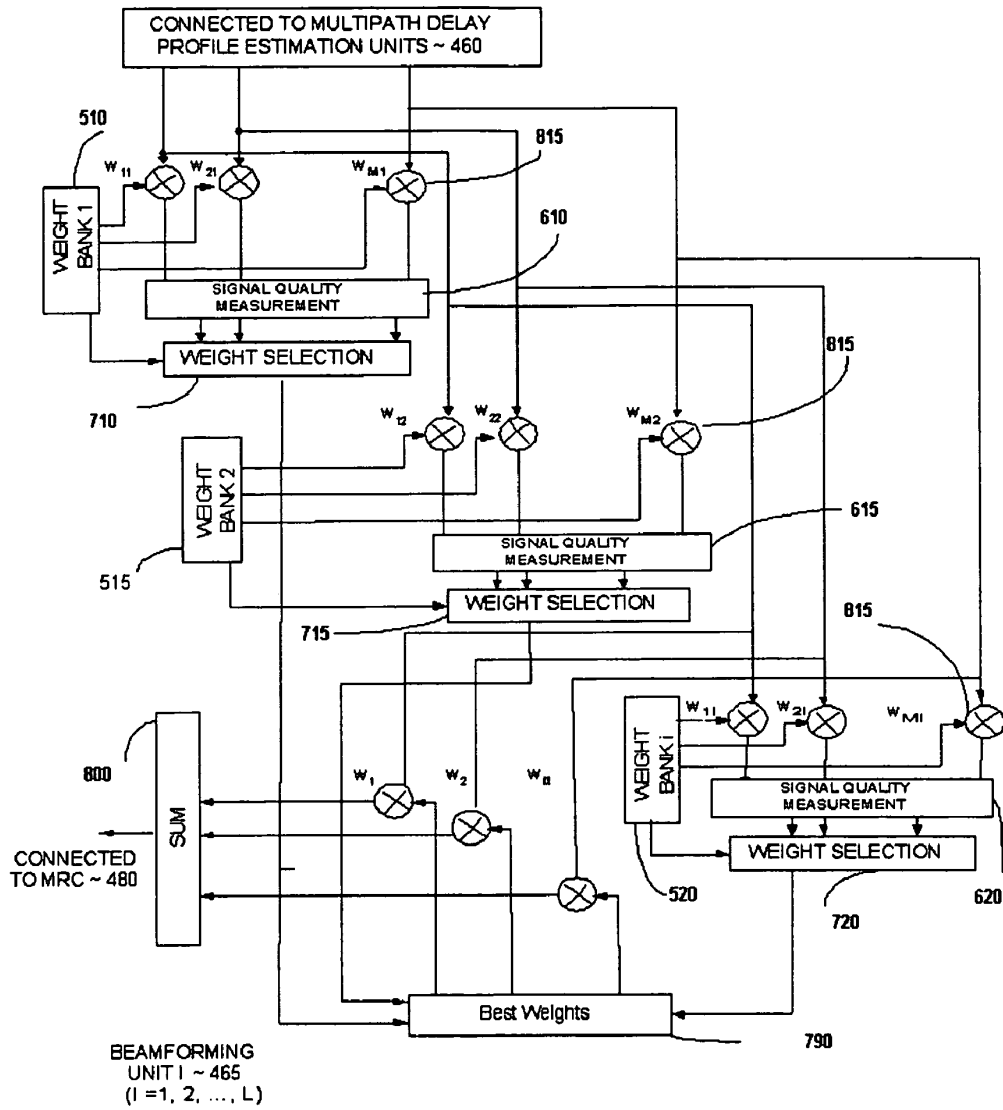 CONNECTED TO MULTIPATH DELAY
PROFILE ESTIMATION UNITS ~ 460
510
815
W11
W21
WM1
WEIGHT
BANK 1
610
SIGNAL QUALITY
MEASUREMENT
WEIGHT SELECTION
710
815
W12
W22
WM2
WEIGHT
BANK 2
615
SIGNAL QUALITY
MEASUREMENT
515
WEIGHT SELECTION
715
815
W1I
W2I
WMI
WEIGHT
BANK i
800
SUM
W1
W2
SIGNAL QUALITY
MEASUREMENT
WEIGHT SELECTION
CONNECTED
TO MRC ~ 480
520
620
720
Best Weights
790
BEAMFORMING
UNIT I ~ 465
(I =1, 2, ..., L)